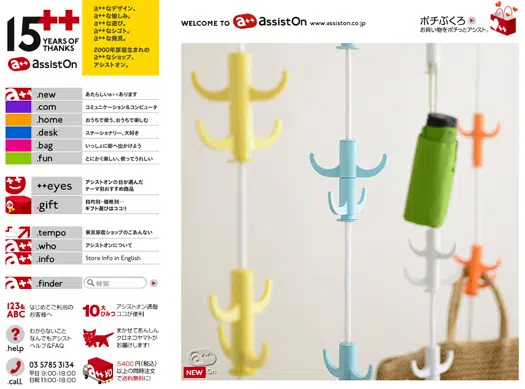 15++
YEARS OF
THANKS
a++ assistOn
a++なデザイン。
a++な愉しみ。
a++な遊び。
a++なシゴト。
a++な発見。
2000年原宿生まれの
a++なショップ、
アシストオン。
WELCOME TO a++ assistOn www.assiston.co.jp
ポチぶくろ
お買い物をポチッとアシスト。
.new あたらしいa++あります
.com コミュニケーション&コンピュータ
.home おうちで使う、おうちで楽しむ
.desk ステーショナリー、大好き
.bag いっしょに街へ出かけよう
.fun とにかく楽しい、使ってうれしい
++eyes アシストオンの目が選んだ
テーマ別おすすめ商品
.gift 目的別・価格別…
ギフト選びはココ!!
.tempo 東京原宿ショップのごあんない
.who アシストオンについて
.info Store Info in English
.finder 検索
123&
ABC
はじめてご利用の
お客様へ
10大
ひみつ
アシストオン通販
ココが便利
?
.help
わからないこと
なんでもアシスト
ヘルプ&FAQ
まかせてあんしん
クロネコヤマトが
お届けします!
.call
03 5785 3134
平日 9:00-18:00
日祝 11:00-18:00
5400円(税込)
以上の同時注文
で送料無料に!
NEW